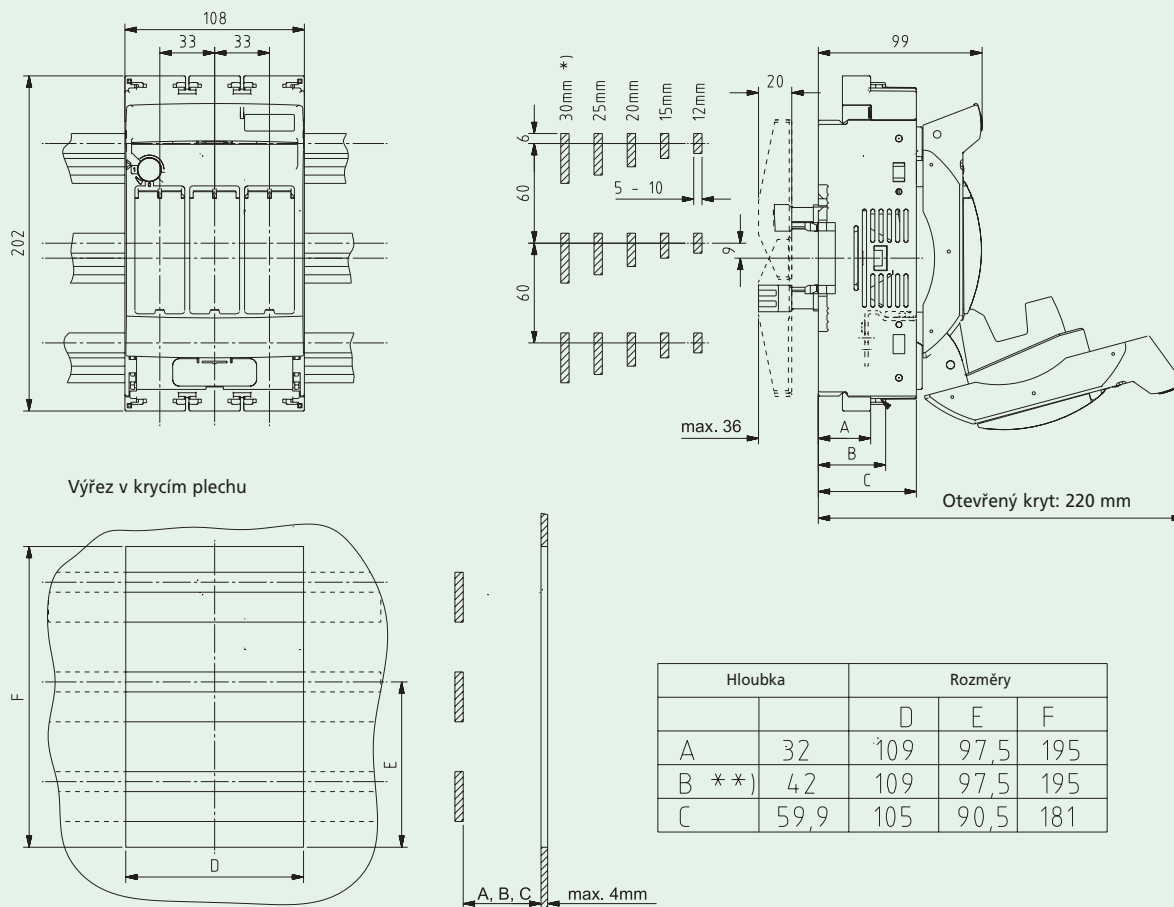 108
33 33
202
30mm *)
25mm
20mm
15mm
12mm
6
60
60
5 - 10
9
99
20
max. 36
A
B
C
Otevřený kryt: 220 mm
Výřez v krycím plechu
F
E
D
A, B, C
max. 4mm
Hloubka Rozměry
D E F
A 32 109 97,5 195
B **) 42 109 97,5 195
C 59,9 105 90,5 181